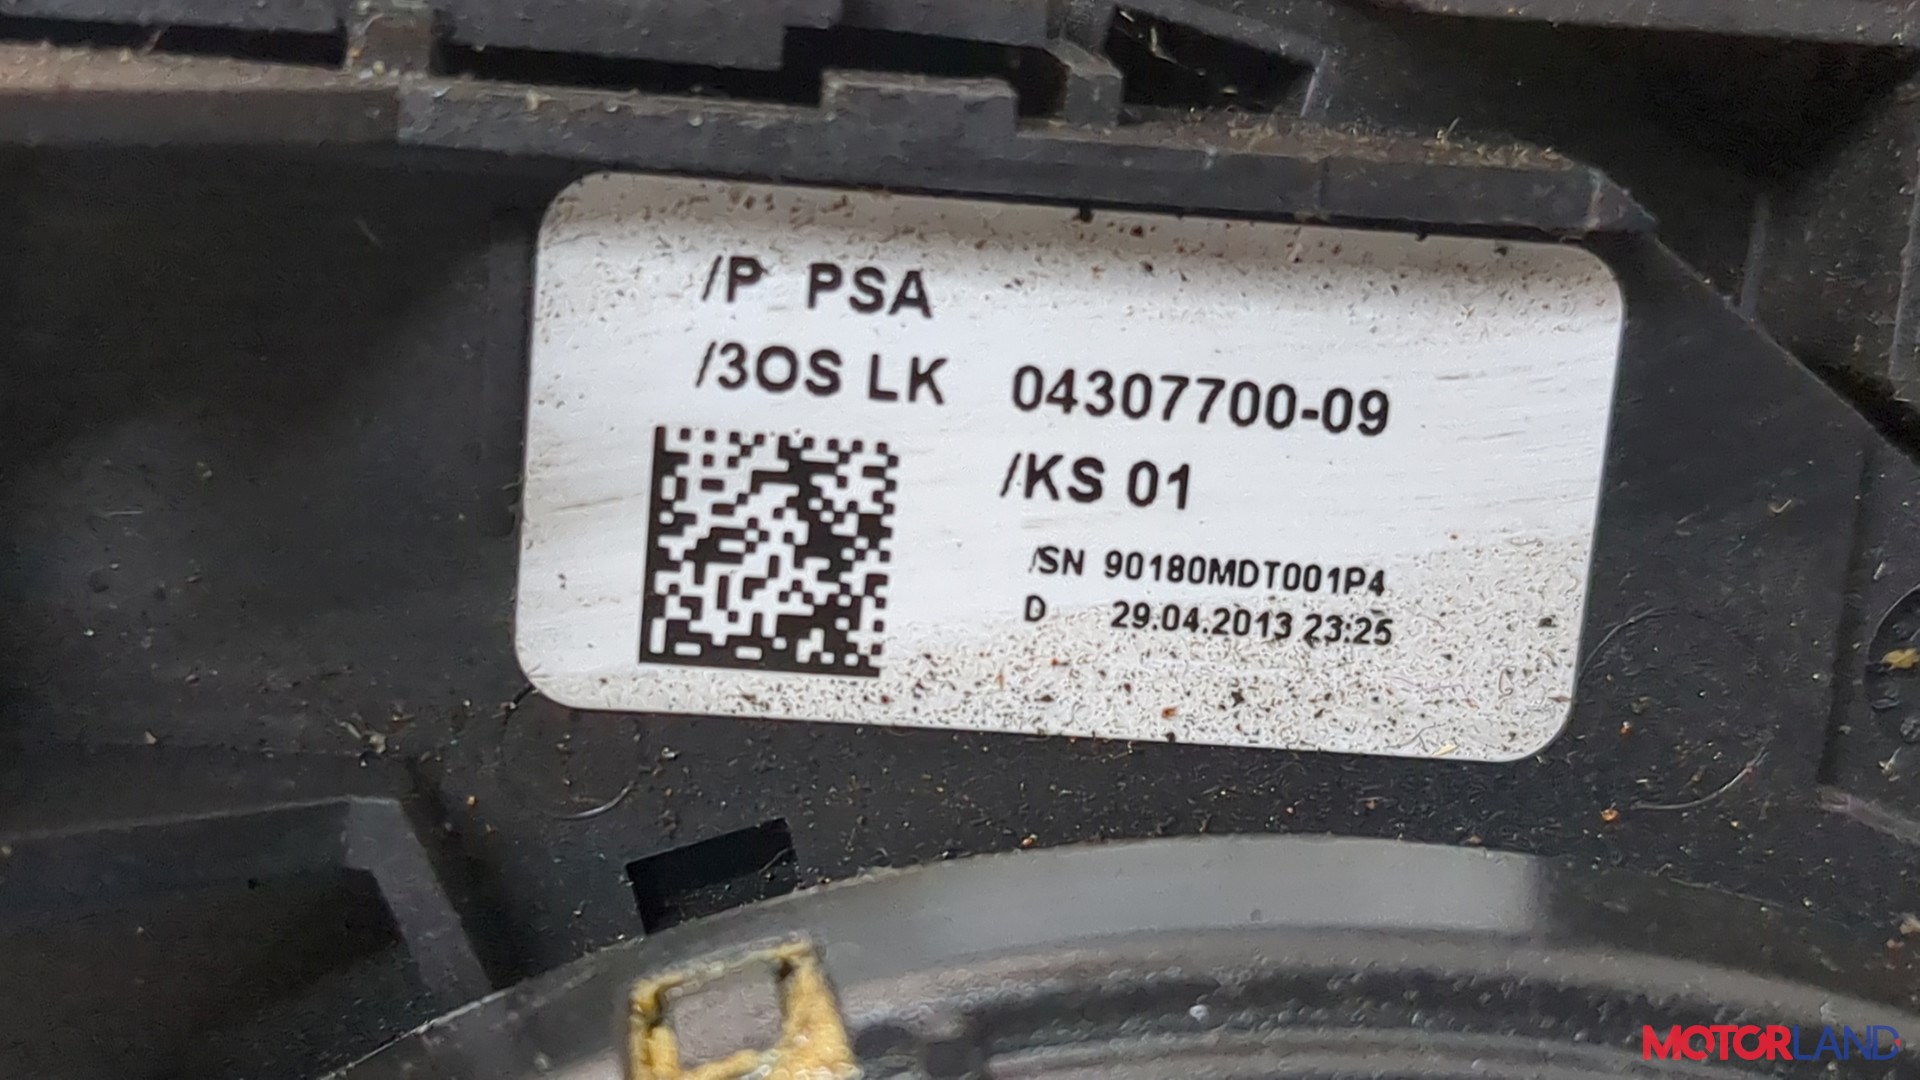 /P PSA
/3OS LK 04307700-09
/KS 01
/SN 90180MDT001P4
D 29.04.2013 23:25
MOTORLAND